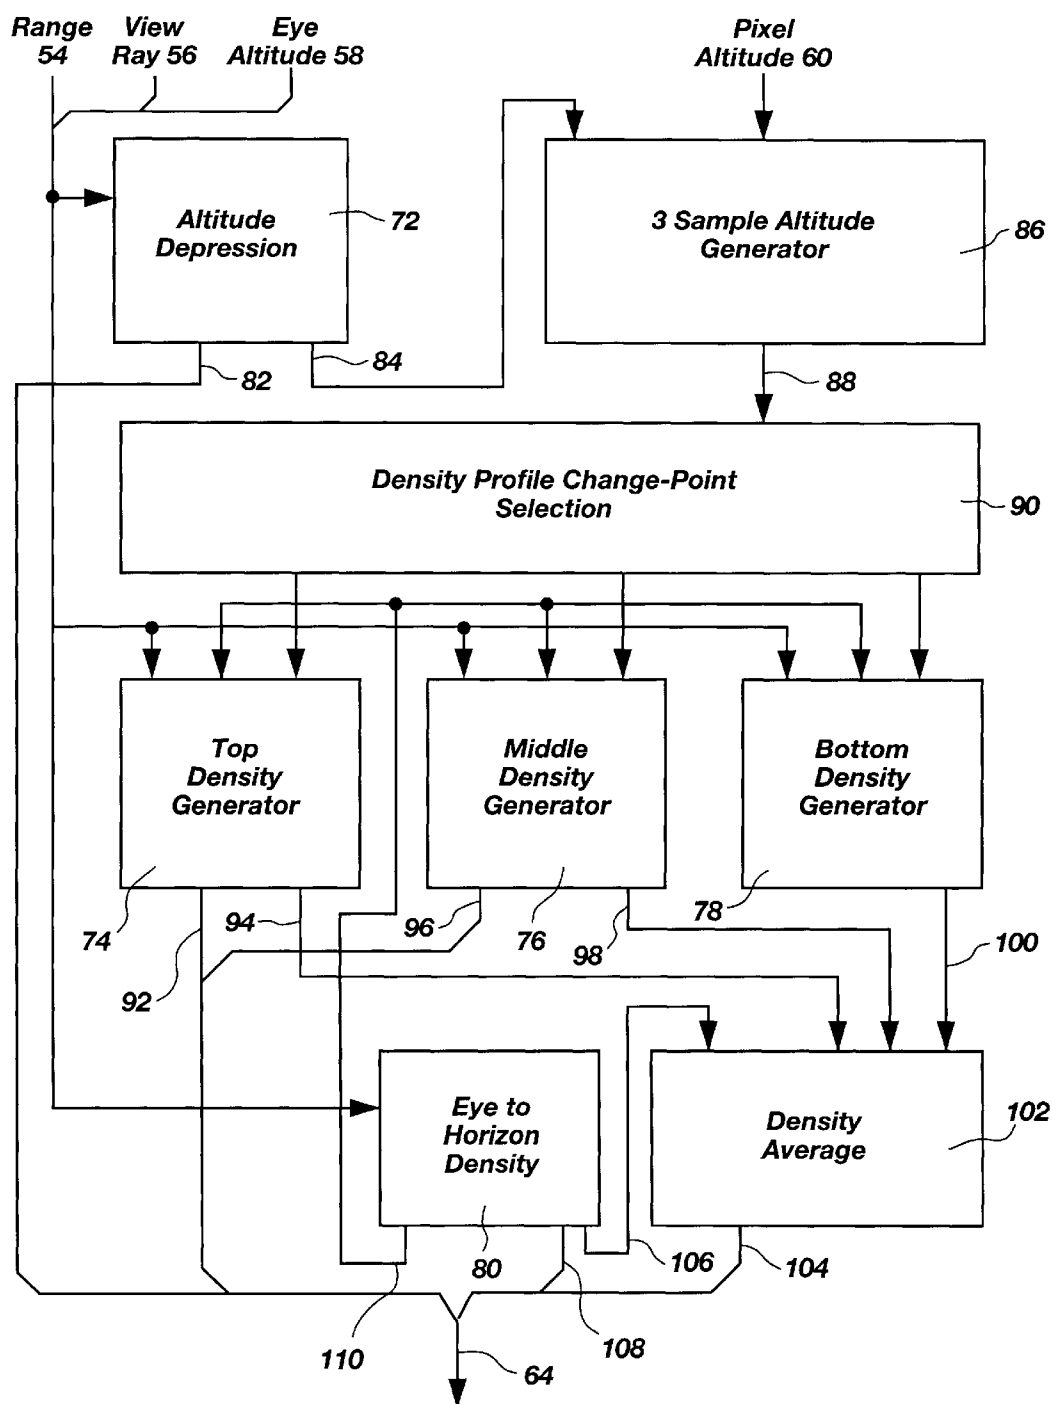 Range
54
View
Ray 56
Eye
Altitude 58
Pixel
Altitude 60
Altitude
Depression
72
3 Sample Altitude
Generator
86
82
84
88
Density Profile Change-Point
Selection
90
Top
Density
Generator
Middle
Density
Generator
Bottom
Density
Generator
74
92
94
96
76
98
78
100
Eye to
Horizon
Density
Density
Average
102
80
106
104
110
108
64